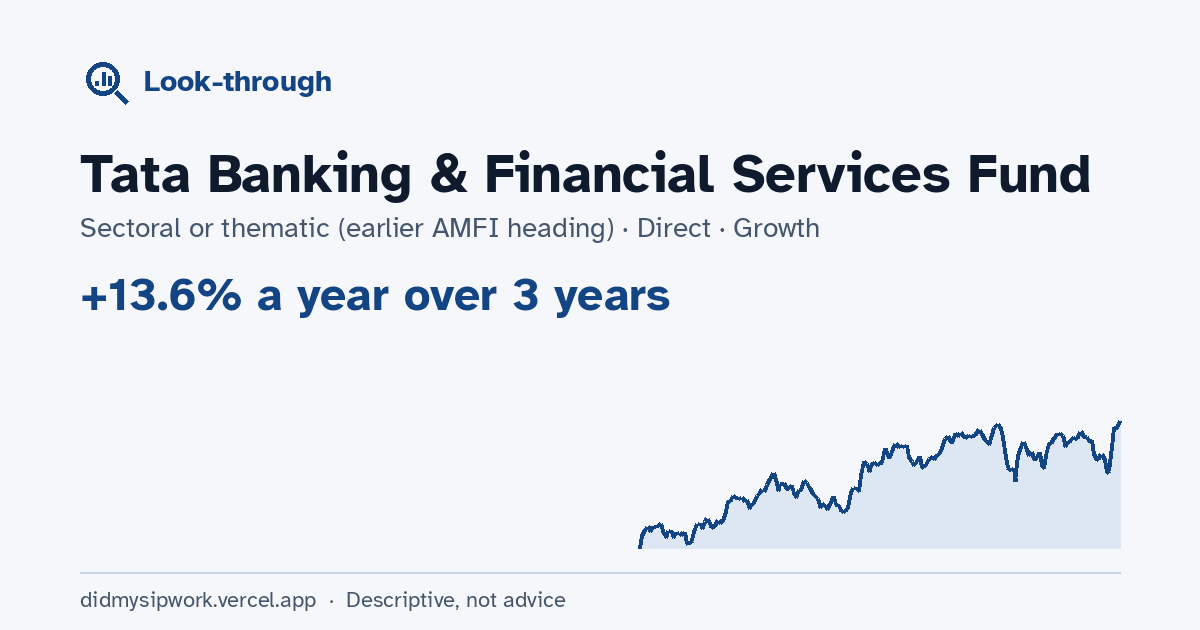 Look-through
Tata Banking & Financial Services Fund
Sectoral or thematic (earlier AMFI heading) · Direct · Growth
+13.6% a year over 3 years
didmysipwork.vercel.app · Descriptive, not advice